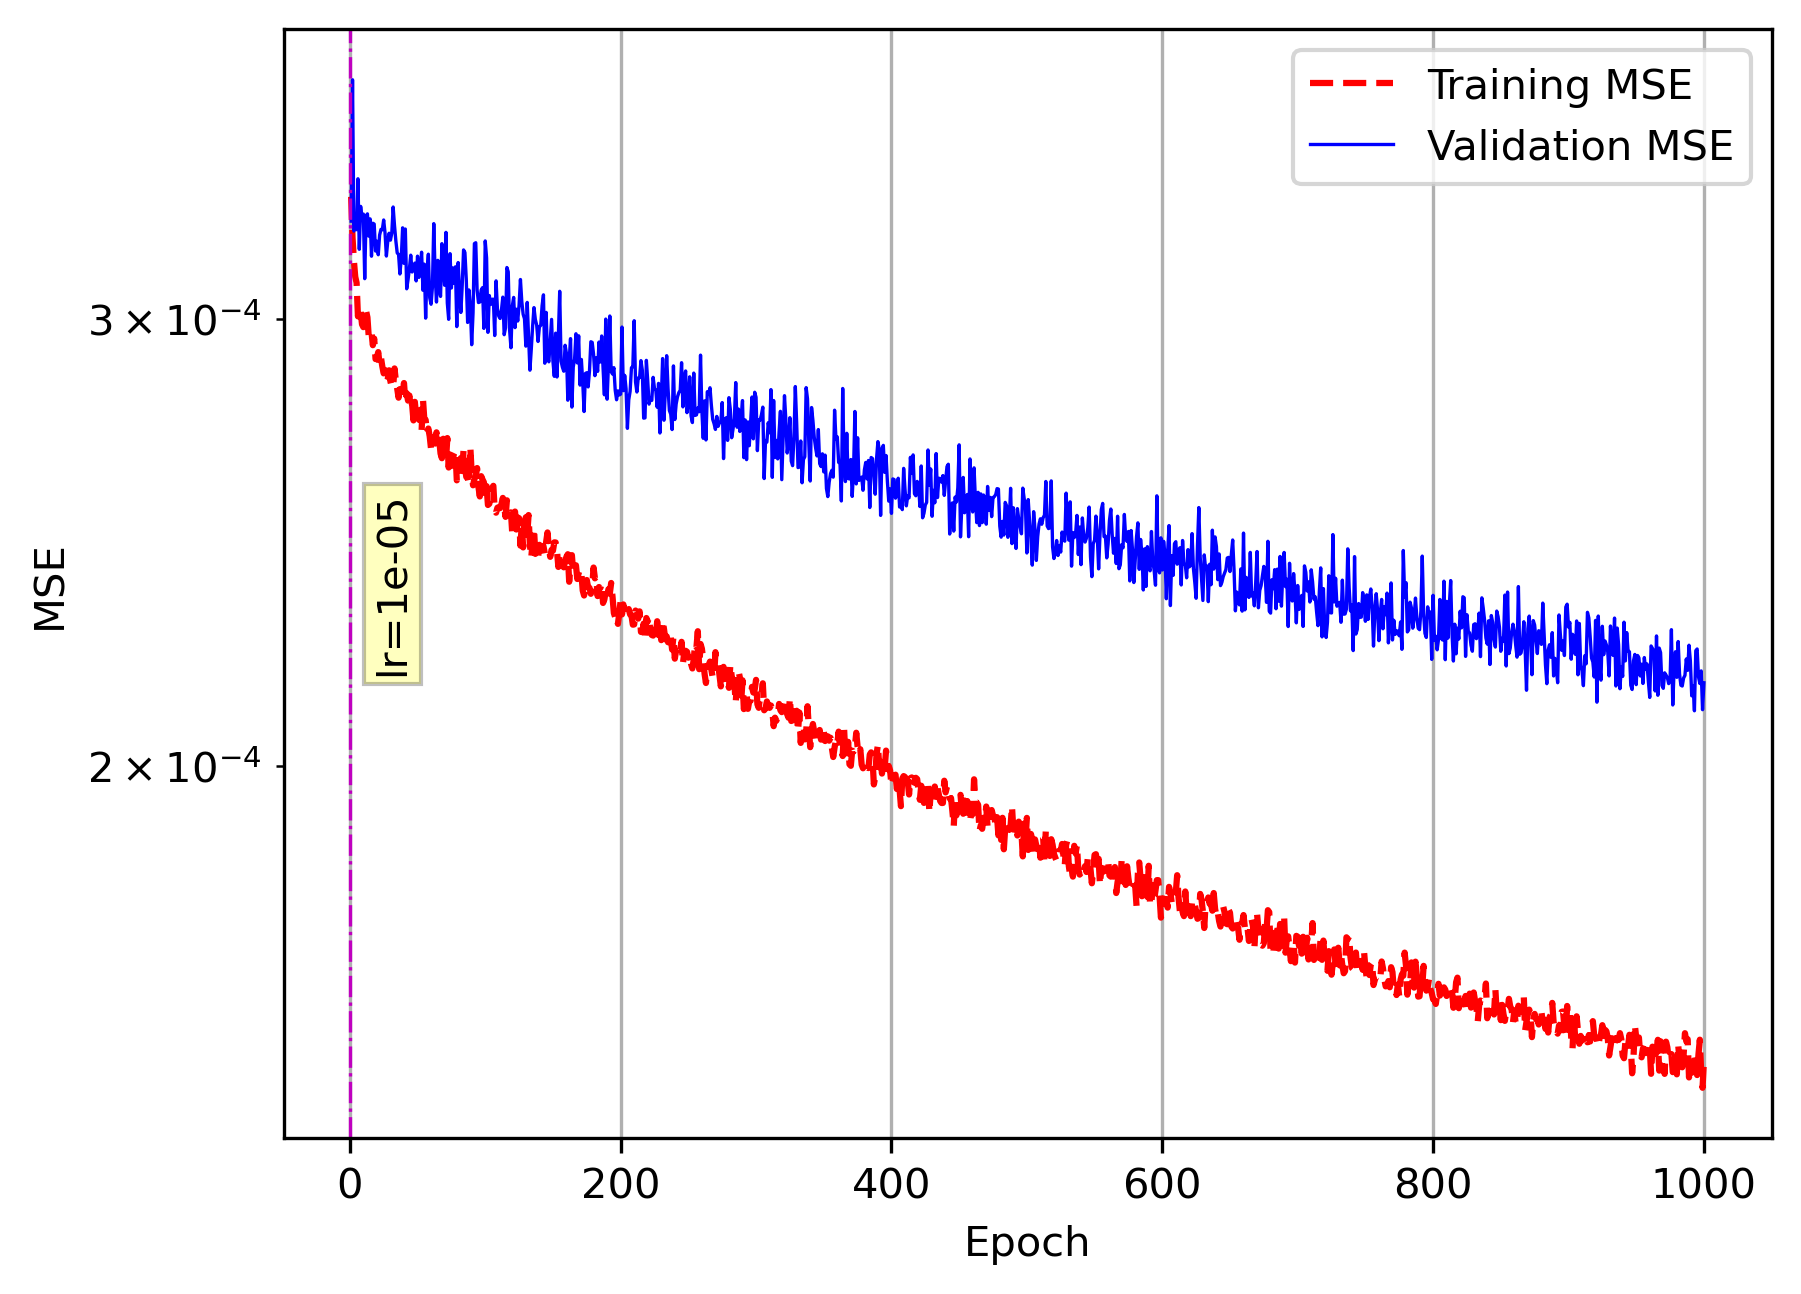 Training MSE
Validation MSE
3 × 10⁻⁴
2 × 10⁻⁴
MSE
lr=1e-05
0 200 400 600 800 1000
Epoch